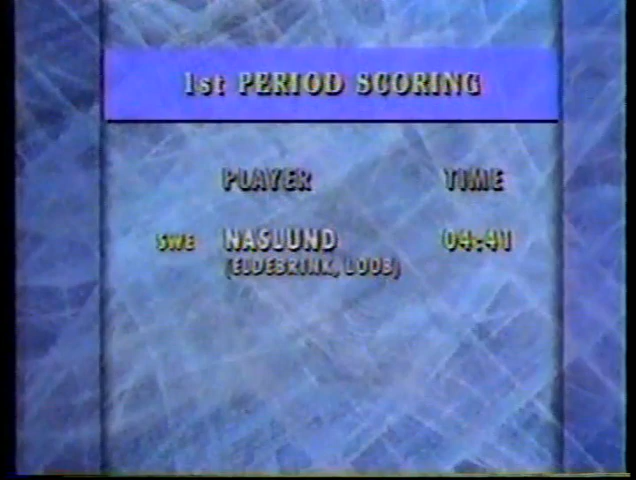 1st PERIOD SCORING
PLAYER TIME
SWE NASLUND 04:41
(ELDEBRINK, LOOB)